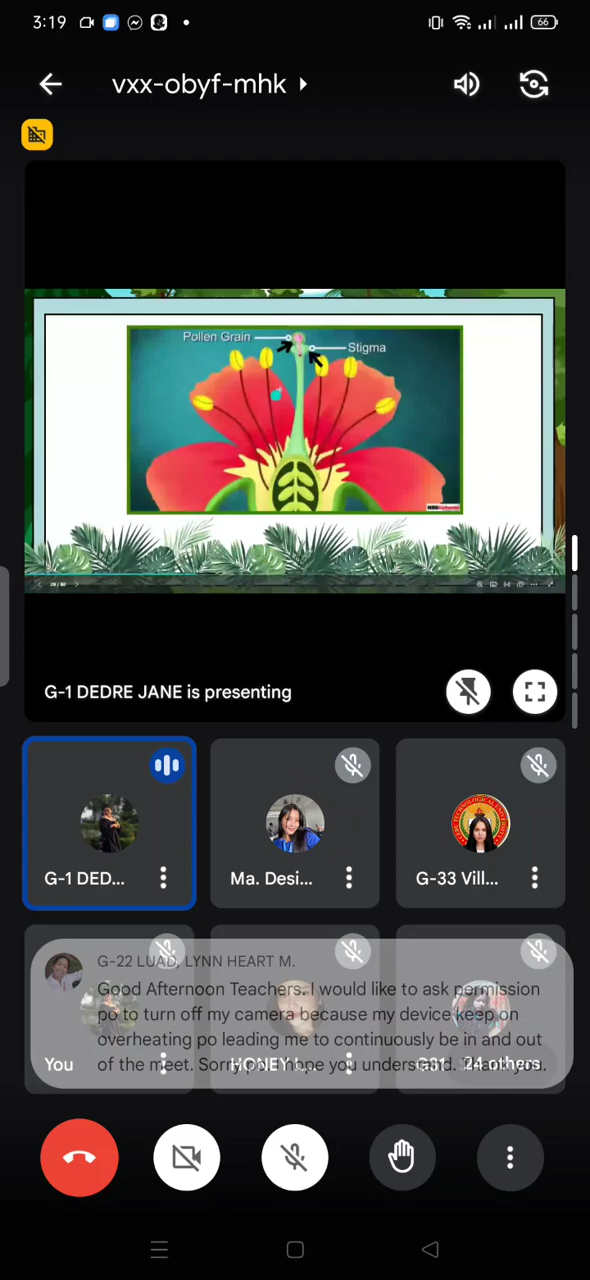 3:19
66
vxx-obyf-mhk
Pollen Grain
Stigma
G-1 DEDRE JANE is presenting
G-1 DED...
Ma. Desi...
G-33 Vill...
G-22 LUAD, LYNN HEART M.
Good Afternoon Teachers. I would like to ask permission
po to turn off my camera because my device keep on
overheating po leading me to continuously be in and out
of the meet. Sorry po. I hope you understand. Thank you.
You
HONEY
24 others